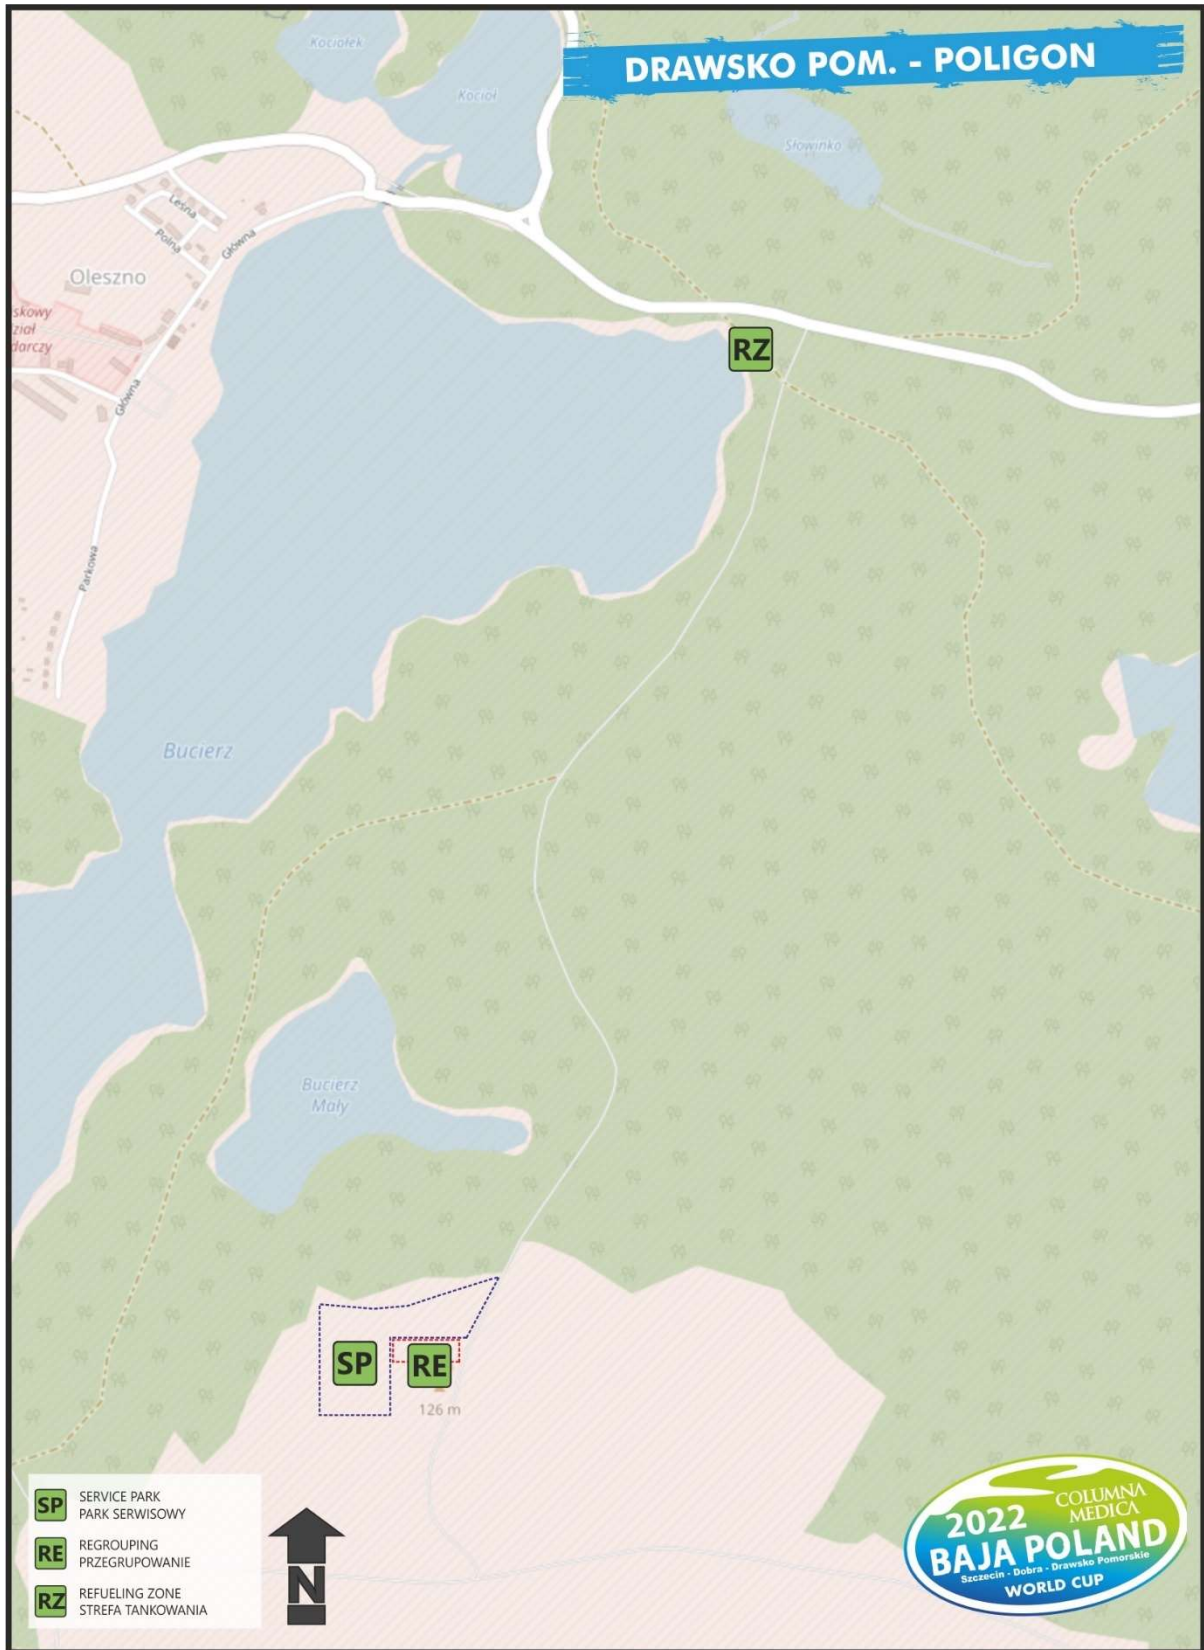 DRAWSKO POM. - POLIGON
Kociołek
Kocioł
Słowinko
Leśna
Polna
Główna
Oleszno
skowy
ział
darczy
RZ
Główna
Parkowa
Bucierz
Bucierz
Mały
SP
RE
126 m
SP
SERVICE PARK
PARK SERWISOWY
RE
REGROUPING
PRZEGRUPOWANIE
RZ
REFUELING ZONE
STREFA TANKOWANIA
N
COLUMNA
MEDICA
2022
BAJA POLAND
Szczecin - Dobra - Drawsko Pomorskie
WORLD CUP